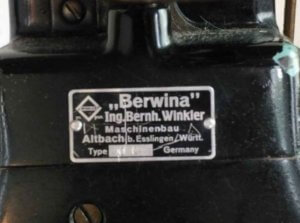 „Berwina"
Ing. Bernh. Winkler
Maschinenbau
Altbach b. Esslingen/Württ.
Type
Germany